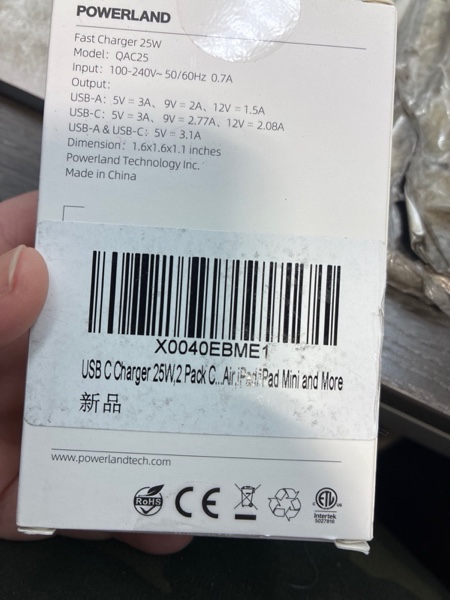 POWERLAND
Fast Charger 25W
Model: QAC25
Input: 100-240V~ 50/60Hz 0.7A
Output:
USB-A: 5V = 3A, 9V = 2A, 12V = 1.5A
USB-C: 5V = 3A, 9V = 2.77A, 12V = 2.08A
USB-A & USB-C: 5V = 3.1A
Dimension: 1.6x1.6x1.1 inches
Powerland Technology Inc.
Made in China
X0040EBME1
USB C Charger 25W,2 Pack C...Air,iPad/iPad Mini and More
新品
www.powerlandtech.com
RoHS
CE
ETL
Intertek
5027816